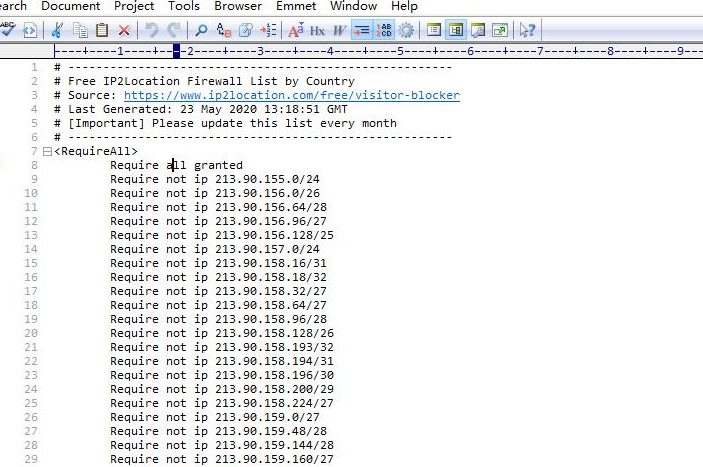 earch Document Project Tools Browser Emmet Window Help
----+----1----+----2----+----3----+----4----+----5----+----6----+----7----+----8----+----9--
1 # -------------------------------------------------------
2 # Free IP2Location Firewall List by Country
3 # Source: https://www.ip2location.com/free/visitor-blocker
4 # Last Generated: 23 May 2020 13:18:51 GMT
5 # [Important] Please update this list every month
6 # -------------------------------------------------------
7 <RequireAll>
8 Require all granted
9 Require not ip 213.90.155.0/24
10 Require not ip 213.90.156.0/26
11 Require not ip 213.90.156.64/28
12 Require not ip 213.90.156.96/27
13 Require not ip 213.90.156.128/25
14 Require not ip 213.90.157.0/24
15 Require not ip 213.90.158.16/31
16 Require not ip 213.90.158.18/32
17 Require not ip 213.90.158.32/27
18 Require not ip 213.90.158.64/27
19 Require not ip 213.90.158.96/28
20 Require not ip 213.90.158.128/26
21 Require not ip 213.90.158.193/32
22 Require not ip 213.90.158.194/31
23 Require not ip 213.90.158.196/30
24 Require not ip 213.90.158.200/29
25 Require not ip 213.90.158.224/27
26 Require not ip 213.90.159.0/27
27 Require not ip 213.90.159.48/28
28 Require not ip 213.90.159.144/28
29 Require not ip 213.90.159.160/27